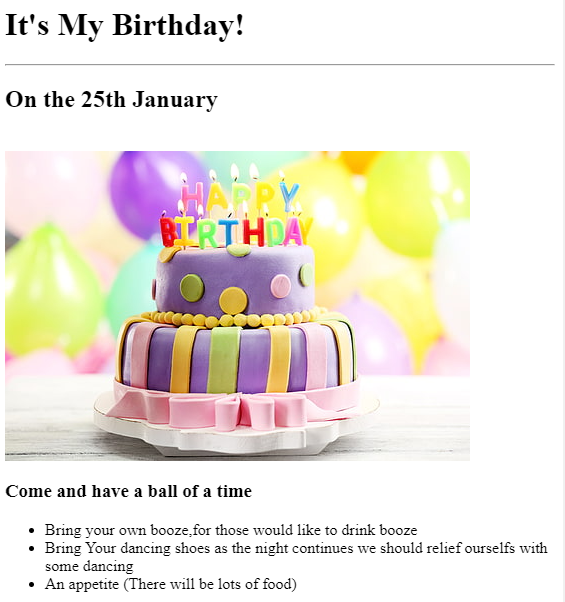 It's My Birthday!
On the 25th January
HAPPY
BIRTHDAY
Come and have a ball of a time
Bring your own booze,for those would like to drink booze
Bring Your dancing shoes as the night continues we should relief ourselfs with
some dancing
An appetite (There will be lots of food)